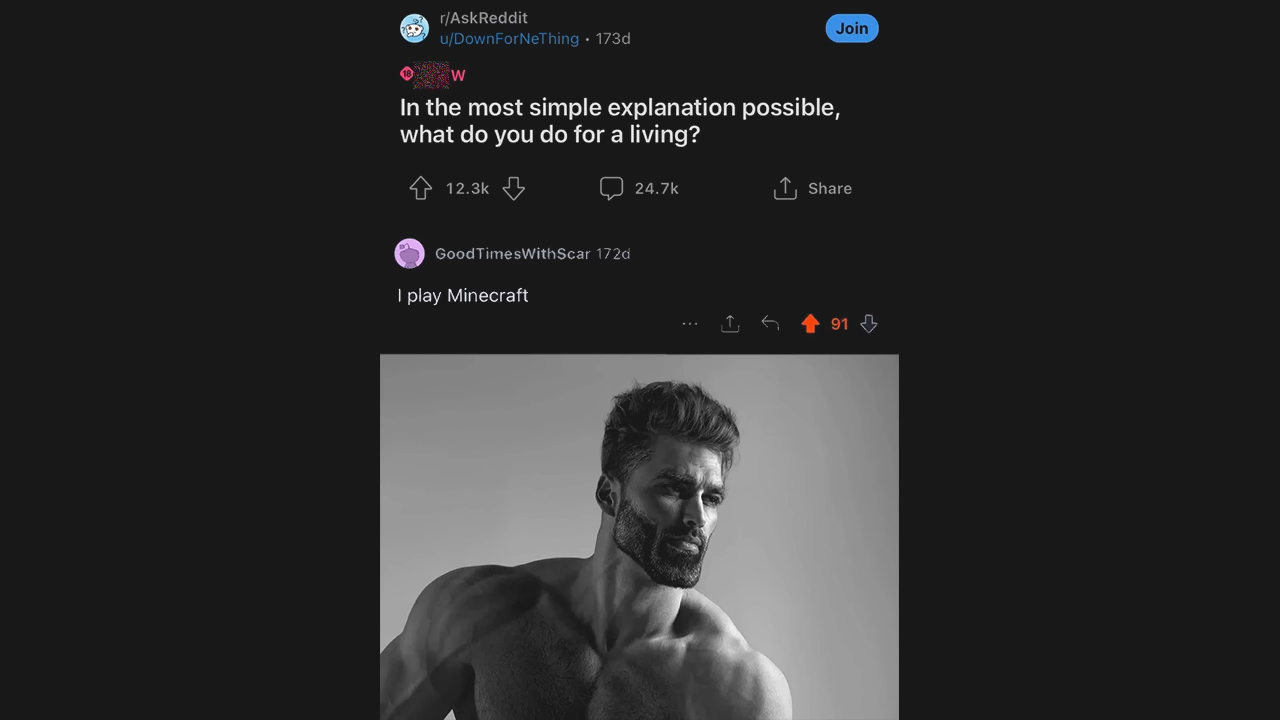 r/AskReddit
u/DownForNeThing • 173d
Join
W
In the most simple explanation possible,
what do you do for a living?
12.3k
24.7k
Share
GoodTimesWithScar 172d
I play Minecraft
... 91